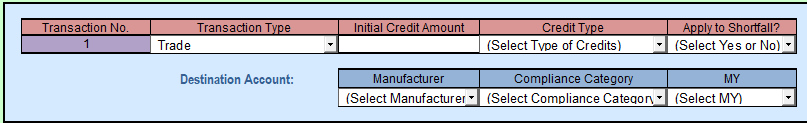 Transaction No. Transaction Type Initial Credit Amount Credit Type Apply to Shortfall?
1 Trade (Select Type of Credits) (Select Yes or No)
Destination Account: Manufacturer Compliance Category MY
(Select Manufacturer (Select Compliance Category (Select MY)